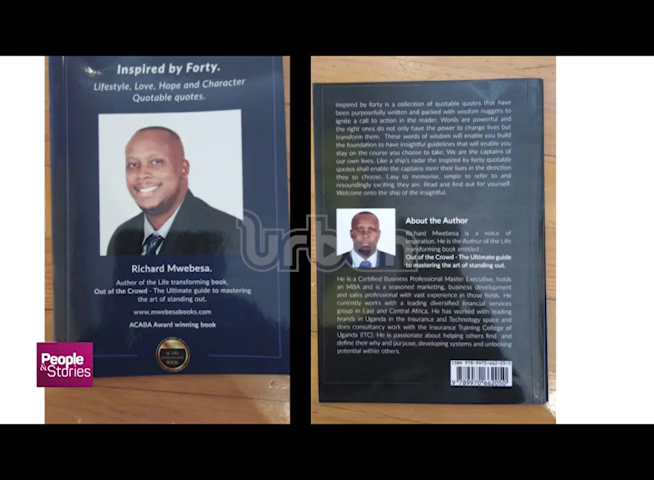 Inspired by Forty.
Lifestyle, Love, Hope and Character
Quotable quotes.
Richard Mwebesa.
Author of the Life transforming book,
Out of the Crowd - The Ultimate guide to mastering
the art of standing out.
www.mwebesabooks.com
ACABA Award winning book
People
& Stories
urban
Inspired by forty is a collection of quotable quotes that have
been purposefully written and packed with wisdom nuggets to
ignite a call to action in the reader. Words are powerful and
the right ones do not only have the power to change lives but
transform them. These words of wisdom will enable you build
the foundation to have insightful guidelines that will enable you
stay on the course you choose to take. We are the captains of
our own lives. Like a ship's radar the Inspired by forty quotable
quotes shall enable the captains steer their lives in the direction
they so choose. Easy to memorise, simple to refer to and
resoundingly exciting they are. Read and find out for yourself.
Welcome onto the ship of the insightful.
About the Author
Richard Mwebesa is a voice of
inspiration. He is the Author of the Life
transforming book entitled :
Out of the Crowd - The Ultimate guide
to mastering the art of standing out.
He is a Certified Business Professional Master Executive, holds
an MBA and is a seasoned marketing, business development
and sales professional with vast experience in those fields. He
currently works with a leading diversified financial services
group in East and Central Africa. He has worked with leading
brands in Uganda in the Insurance and Technology space and
does consultancy work with the Insurance Training College of
Uganda (ITC). He is passionate about helping others find and
define their why and purpose, developing systems and unlocking
potential within others.